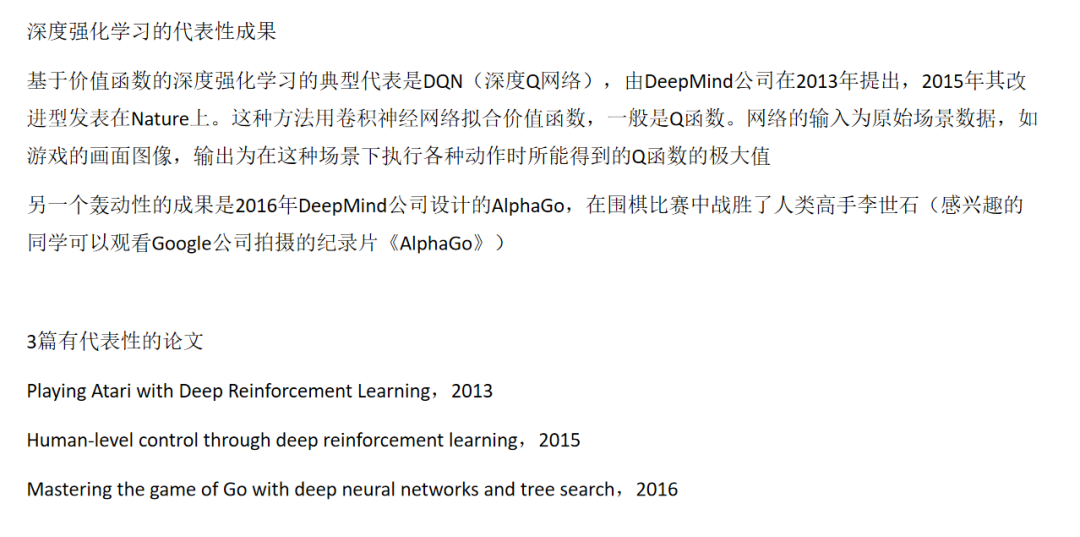 深度强化学习的代表性成果
基于价值函数的深度强化学习的典型代表是DQN（深度Q网络），由DeepMind公司在2013年提出，2015年其改
进型发表在Nature上。这种方法用卷积神经网络拟合价值函数，一般是Q函数。网络的输入为原始场景数据，如
游戏的画面图像，输出为在这种场景下执行各种动作时所能得到的Q函数的极大值
另一个轰动性的成果是2016年DeepMind公司设计的AlphaGo，在围棋比赛中战胜了人类高手李世石（感兴趣的
同学可以观看Google公司拍摄的纪录片《AlphaGo》）
3篇有代表性的论文
Playing Atari with Deep Reinforcement Learning，2013
Human-level control through deep reinforcement learning，2015
Mastering the game of Go with deep neural networks and tree search，2016